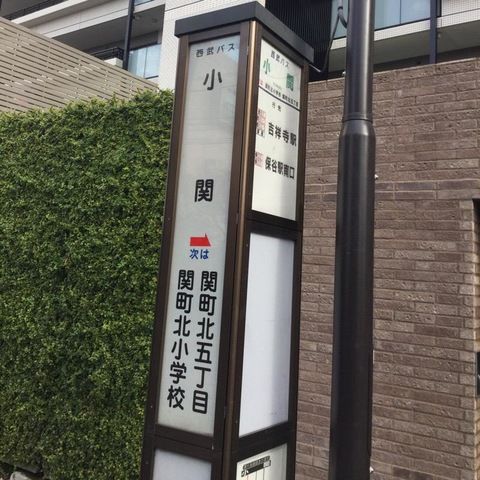 西武バス
小関
次は
関町北五丁目
関町北小学校
西武バス
小関
吉祥寺駅
保谷駅南口